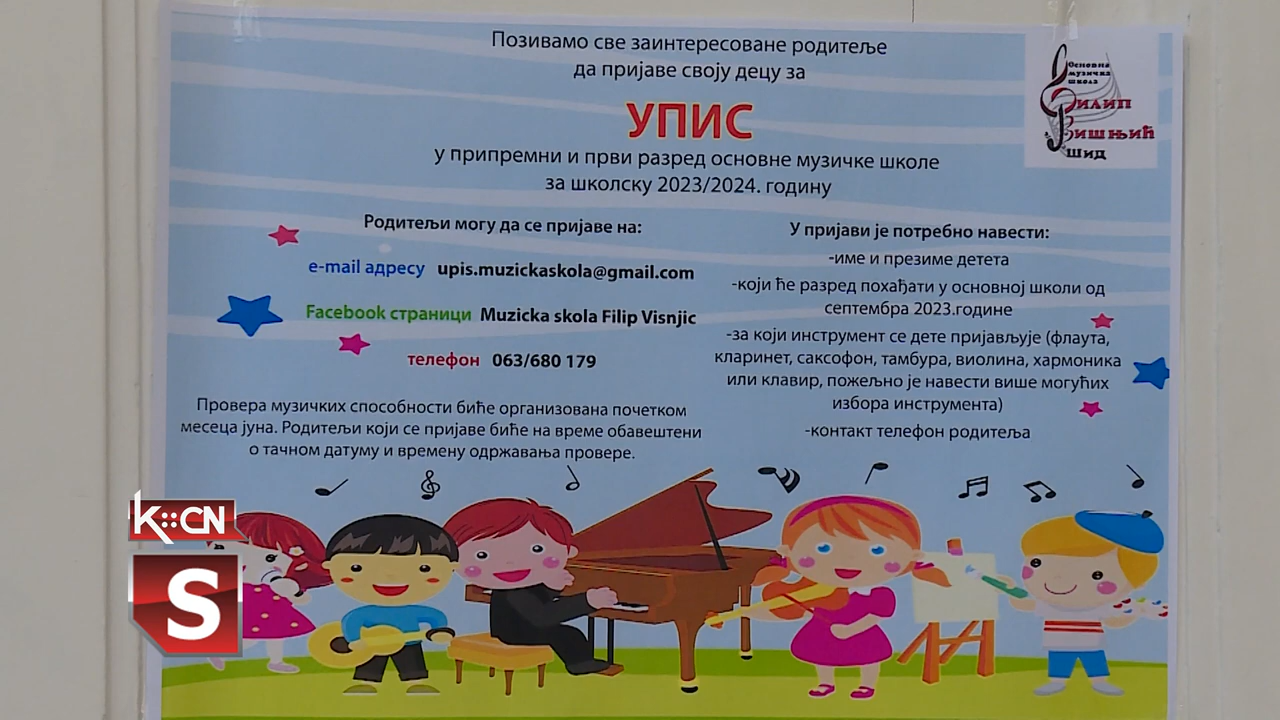 Позивамо све заинтересоване родитеље
да пријаве своју децу за
УПИС
у припремни и први разред основне музичке школе
за школску 2023/2024. годину
Основна
музичка
школа
Филип
Вишњић
Шид
Родитељи могу да се пријаве на:
e-mail адресу upis.muzickaskola@gmail.com
Facebook страници Muzicka skola Filip Visnjic
телефон 063/680 179
Провера музичких способности биће организована почетком
месеца јуна. Родитељи који се пријаве биће на време обавештени
о тачном датуму и времену одржавања провере.
У пријави је потребно навести:
-име и презиме детета
-који ће разред похађати у основној школи од
септембра 2023.године
-за који инструмент се дете пријављује (флаута,
кларинет, саксофон, тамбура, виолина, хармоника
или клавир, пожељно је навести више могућих
избора инструмента)
-контакт телефон родитеља
K::CN
S